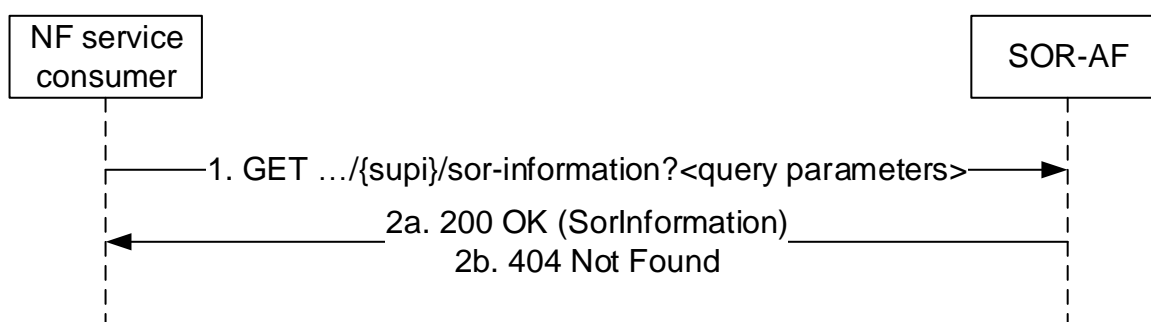 NF service
consumer
SOR-AF
1. GET …/{supi}/sor-information?<query parameters>
2a. 200 OK (SorInformation)
2b. 404 Not Found